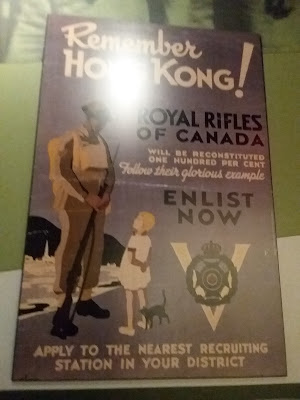 Remember
HONG KONG!
ROYAL RIFLES
OF CANADA
WILL BE RECONSTITUTED
ONE HUNDRED PER CENT
Follow their glorious example
ENLIST
NOW
V
APPLY TO THE NEAREST RECRUITING
STATION IN YOUR DISTRICT